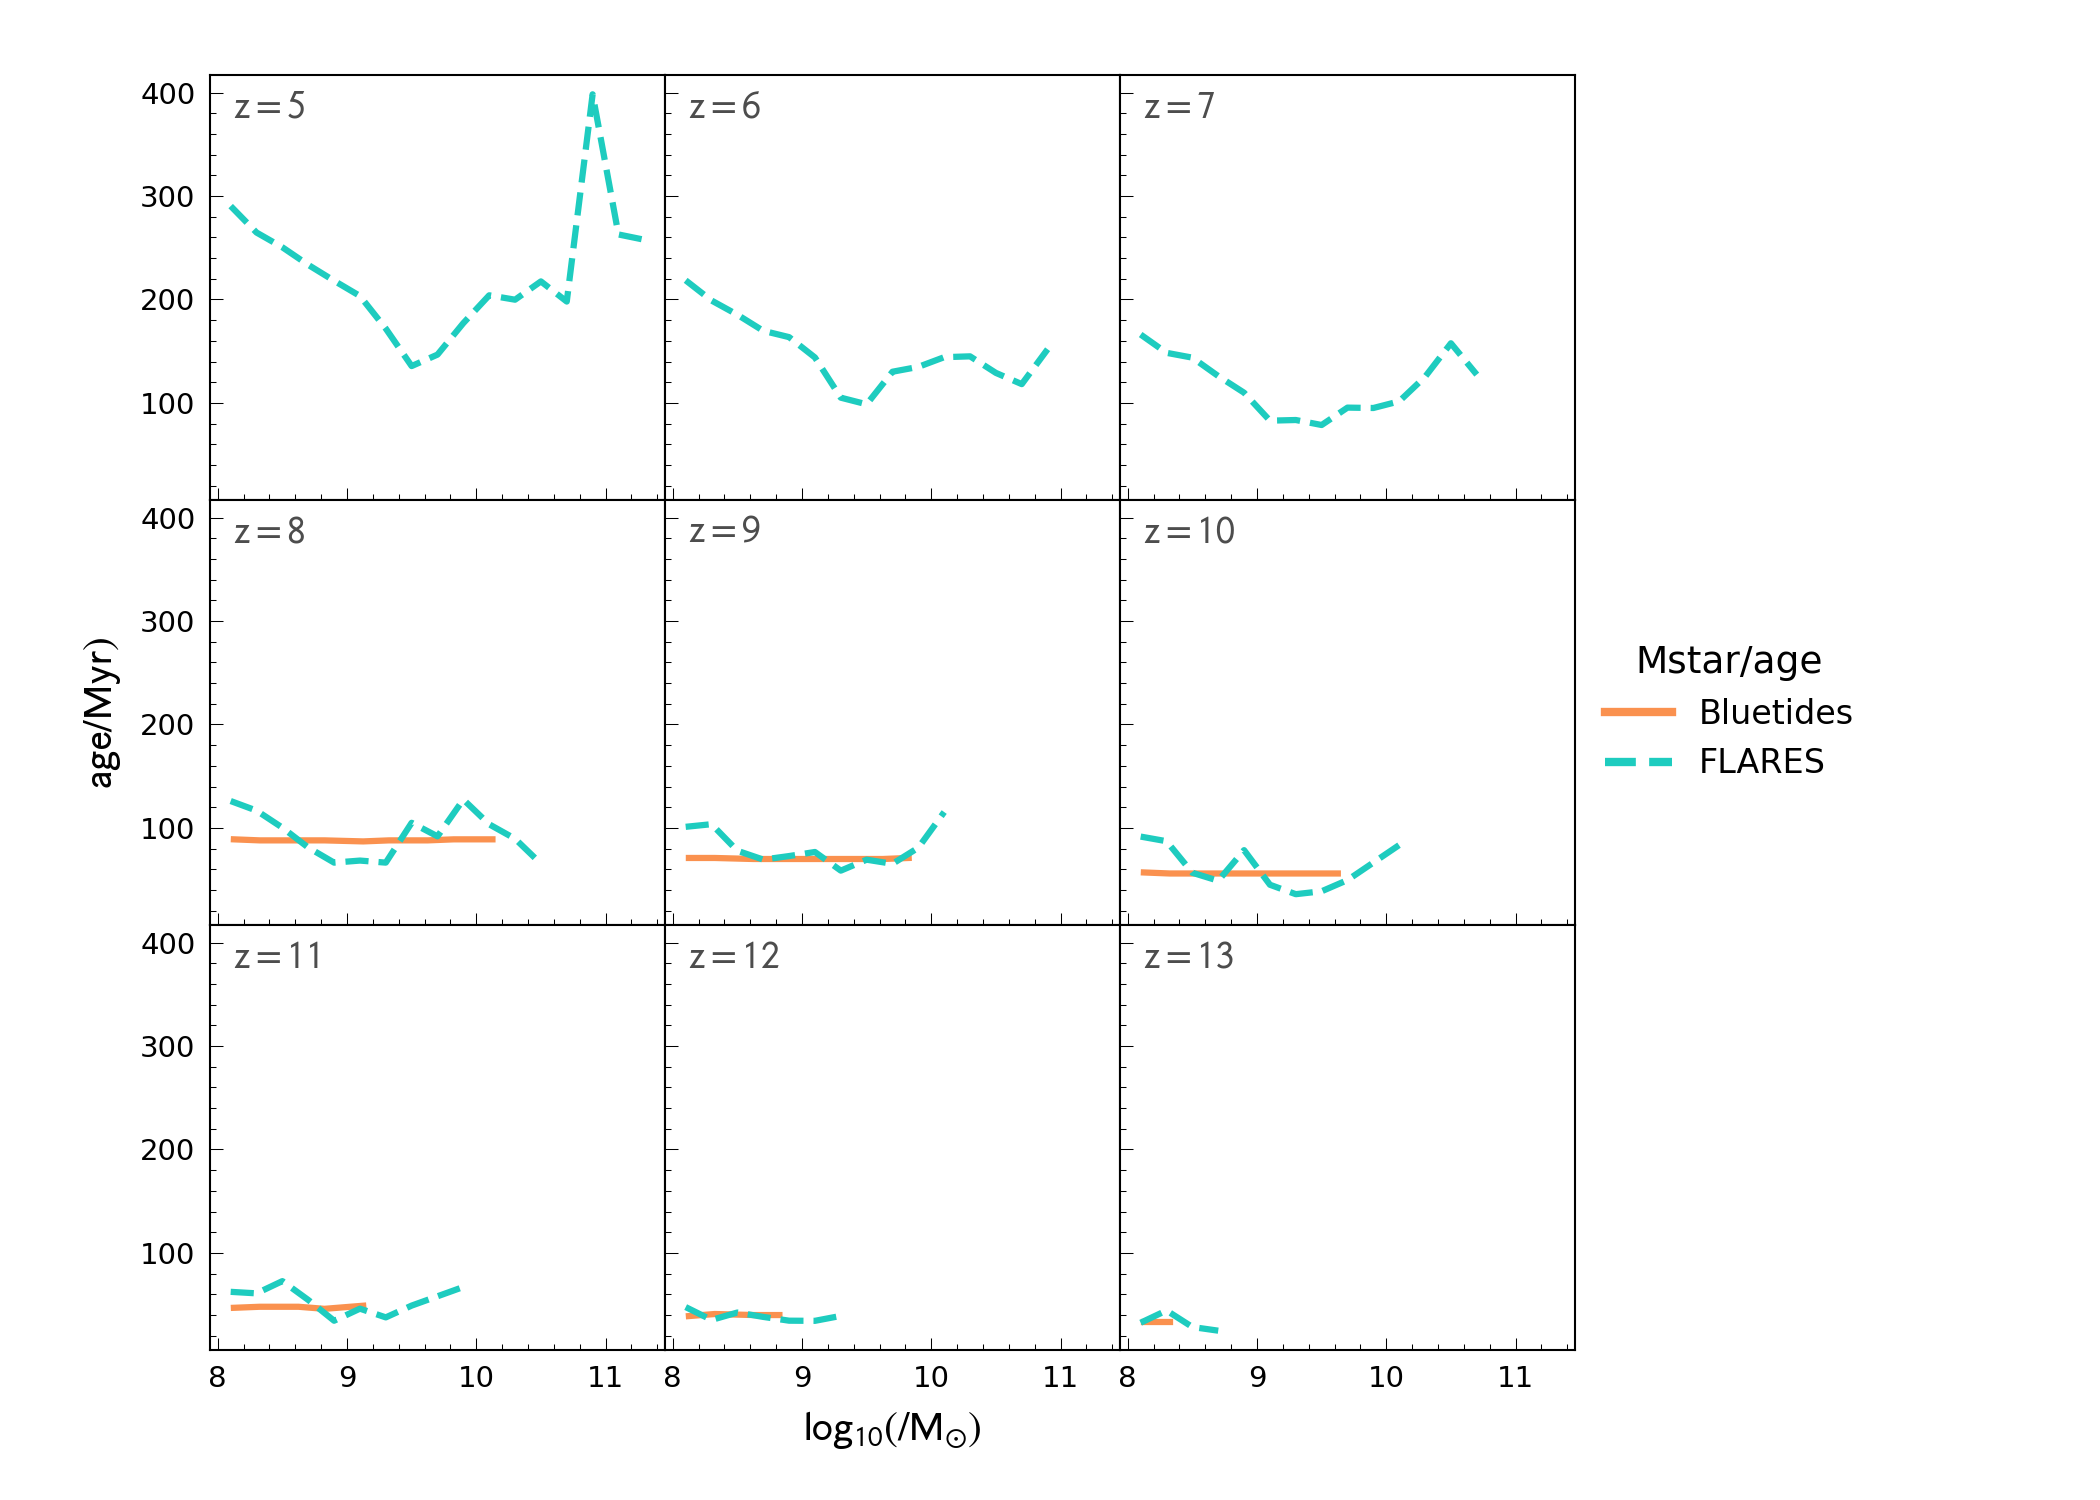 400 z=5 z=6 z=7
300
200
100
400 z=8 z=9 z=10
300
200
100
400 z=11 z=12 z=13
300
200
100
8 9 10 11 8 9 10 11 8 9 10 11
age/Myr)
log₁₀(/M⊙)
Mstar/age
Bluetides
FLARES